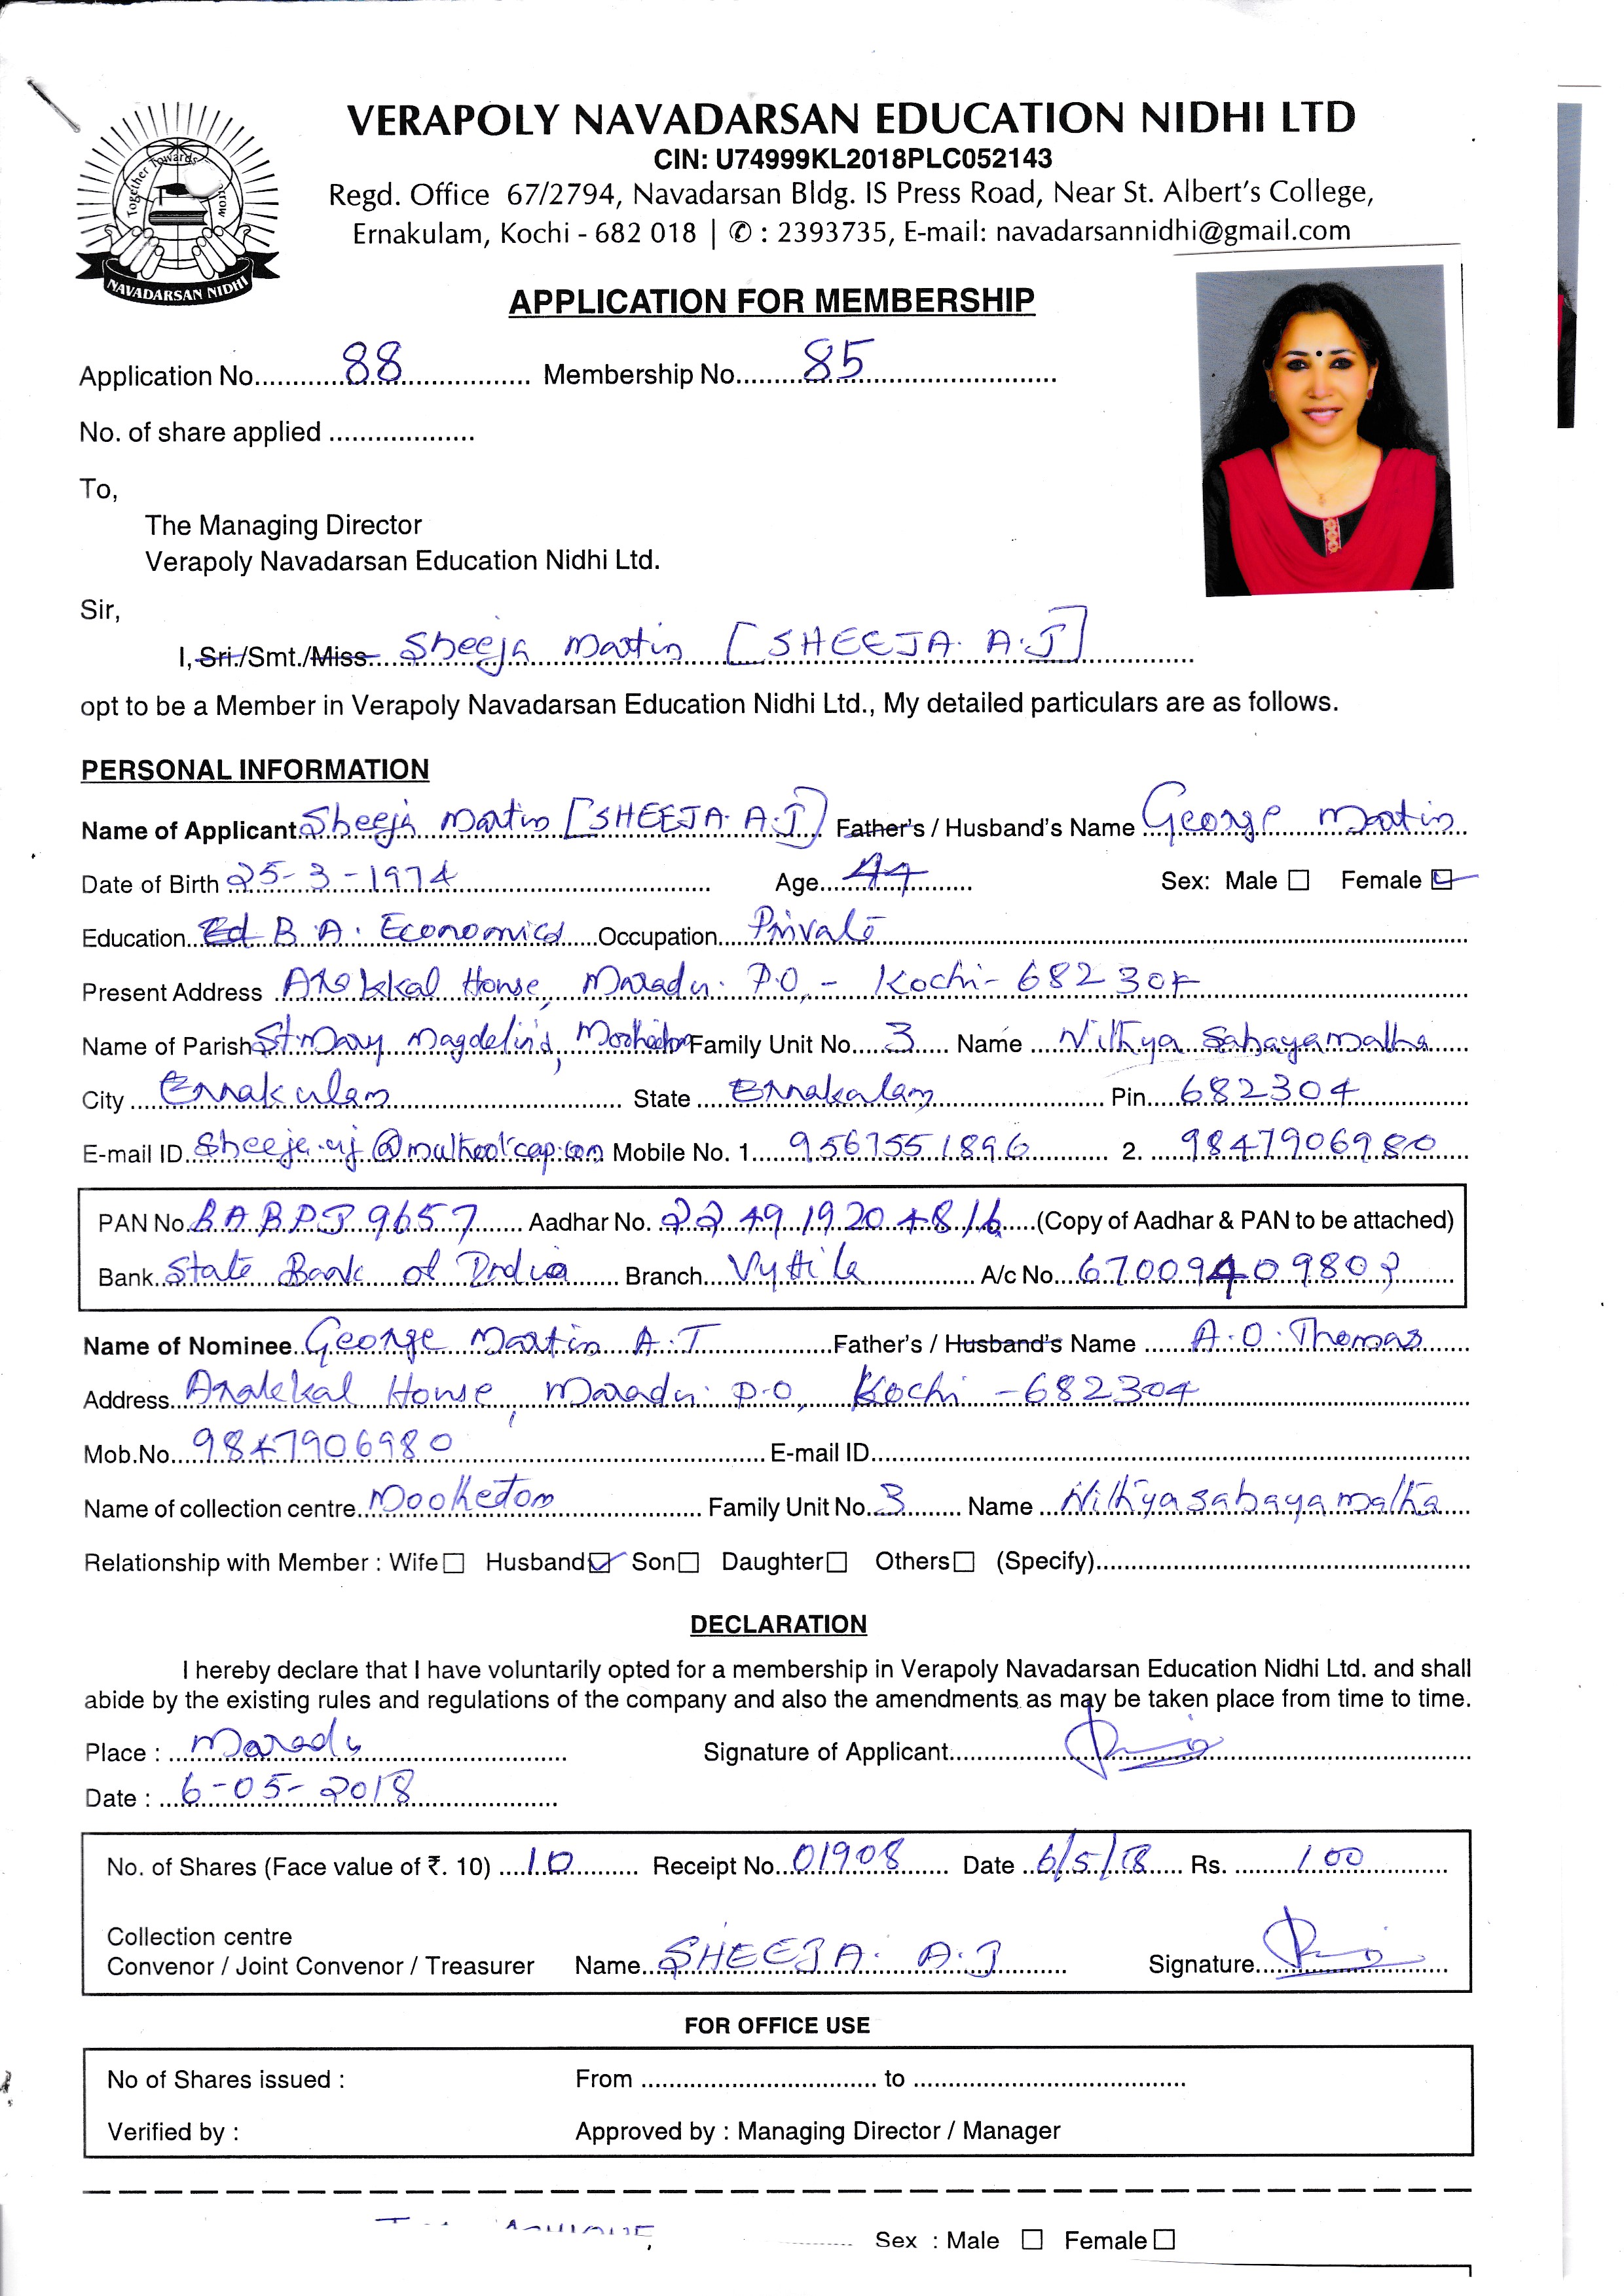 VERAPOLY NAVADARSAN EDUCATION NIDHI LTD
CIN: U74999KL2018PLC052143
Regd. Office 67/2794, Navadarsan Bldg. IS Press Road, Near St. Albert's College,
Ernakulam, Kochi - 682 018 | ✆ : 2393735, E-mail: navadarsannidhi@gmail.com
Together Towards
NAVADARSAN NIDHI
APPLICATION FOR MEMBERSHIP
Application No. 88 Membership No. 85
No. of share applied
To,
The Managing Director
Verapoly Navadarsan Education Nidhi Ltd.
Sir,
I, Sri./Smt./Miss Sheeja Martin [SHEEJA. A.J]
opt to be a Member in Verapoly Navadarsan Education Nidhi Ltd., My detailed particulars are as follows.
PERSONAL INFORMATION
Name of Applicant Sheeja Martin [SHEEJA. A.J] Father's / Husband's Name George Martin
Date of Birth 25-3-1974 Age 44 Sex: Male ☐ Female ☑
Education B.A. Economics Occupation Private
Present Address Arakkal House, Maradu. P.O, - Kochi - 682304
Name of Parish St. Mary Magdelin's, Family Unit No. 3 Name Nithya Sahayamatha
City Ernakulam State Ernakulam Pin 682304
E-mail ID Mobile No. 1. 9567551896 2. 9847906980
PAN No. BABPJ9657 Aadhar No. 2249 1920 4816 (Copy of Aadhar & PAN to be attached)
Bank State Bank of India Branch Vyttila A/c No.
Name of Nominee George Martin A.T Father's / Husband's Name A.O. Thomas
Address Arakkal House, Maradu. P.O, Kochi - 682304
Mob.No. 9847906980 E-mail ID
Name of collection centre Moothedom Family Unit No. 3 Name Nithyasahayamatha
Relationship with Member : Wife ☐ Husband ☑ Son ☐ Daughter ☐ Others ☐ (Specify)
DECLARATION
I hereby declare that I have voluntarily opted for a membership in Verapoly Navadarsan Education Nidhi Ltd. and shall
abide by the existing rules and regulations of the company and also the amendments as may be taken place from time to time.
Place : Maradu Signature of Applicant
Date : 6-05-2018
No. of Shares (Face value of ₹. 10) 10 Receipt No. 01908 Date 6/5/18 Rs. 100
Collection centre
Convenor / Joint Convenor / Treasurer Name SHEEJA. A.J Signature
FOR OFFICE USE
No of Shares issued : From to
Verified by : Approved by : Managing Director / Manager
Sex : Male ☐ Female ☐